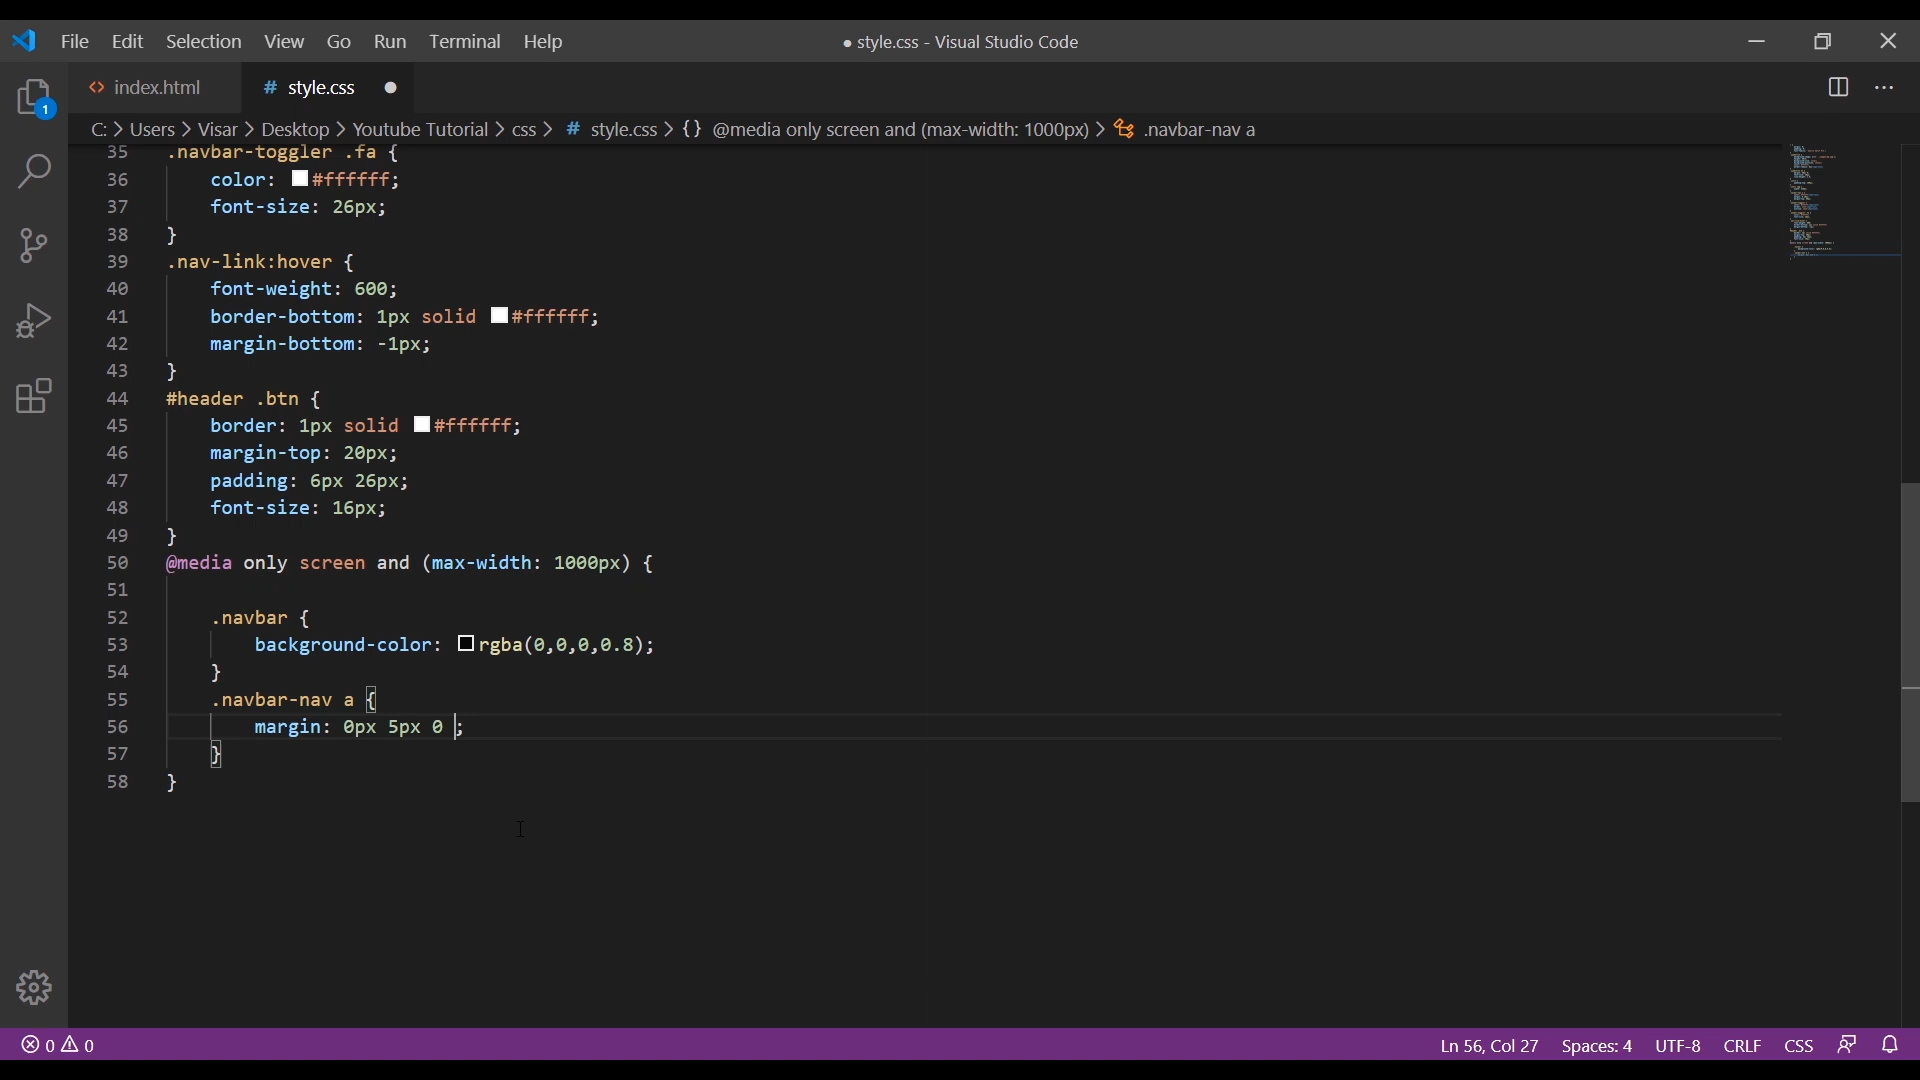 File Edit Selection View Go Run Terminal Help
● style.css - Visual Studio Code
<> index.html # style.css ●
C: > Users > Visar > Desktop > Youtube Tutorial > css > # style.css > {} @media only screen and (max-width: 1000px) > .navbar-nav a
35 .navbar-toggler .fa {
36 color: #ffffff;
37 font-size: 26px;
38 }
39 .nav-link:hover {
40 font-weight: 600;
41 border-bottom: 1px solid #ffffff;
42 margin-bottom: -1px;
43 }
44 #header .btn {
45 border: 1px solid #ffffff;
46 margin-top: 20px;
47 padding: 6px 26px;
48 font-size: 16px;
49 }
50 @media only screen and (max-width: 1000px) {
51
52 .navbar {
53 background-color: rgba(0,0,0,0.8);
54 }
55 .navbar-nav a {
56 margin: 0px 5px 0 ;
57 }
58 }
1
0 0 Ln 56, Col 27 Spaces: 4 UTF-8 CRLF CSS